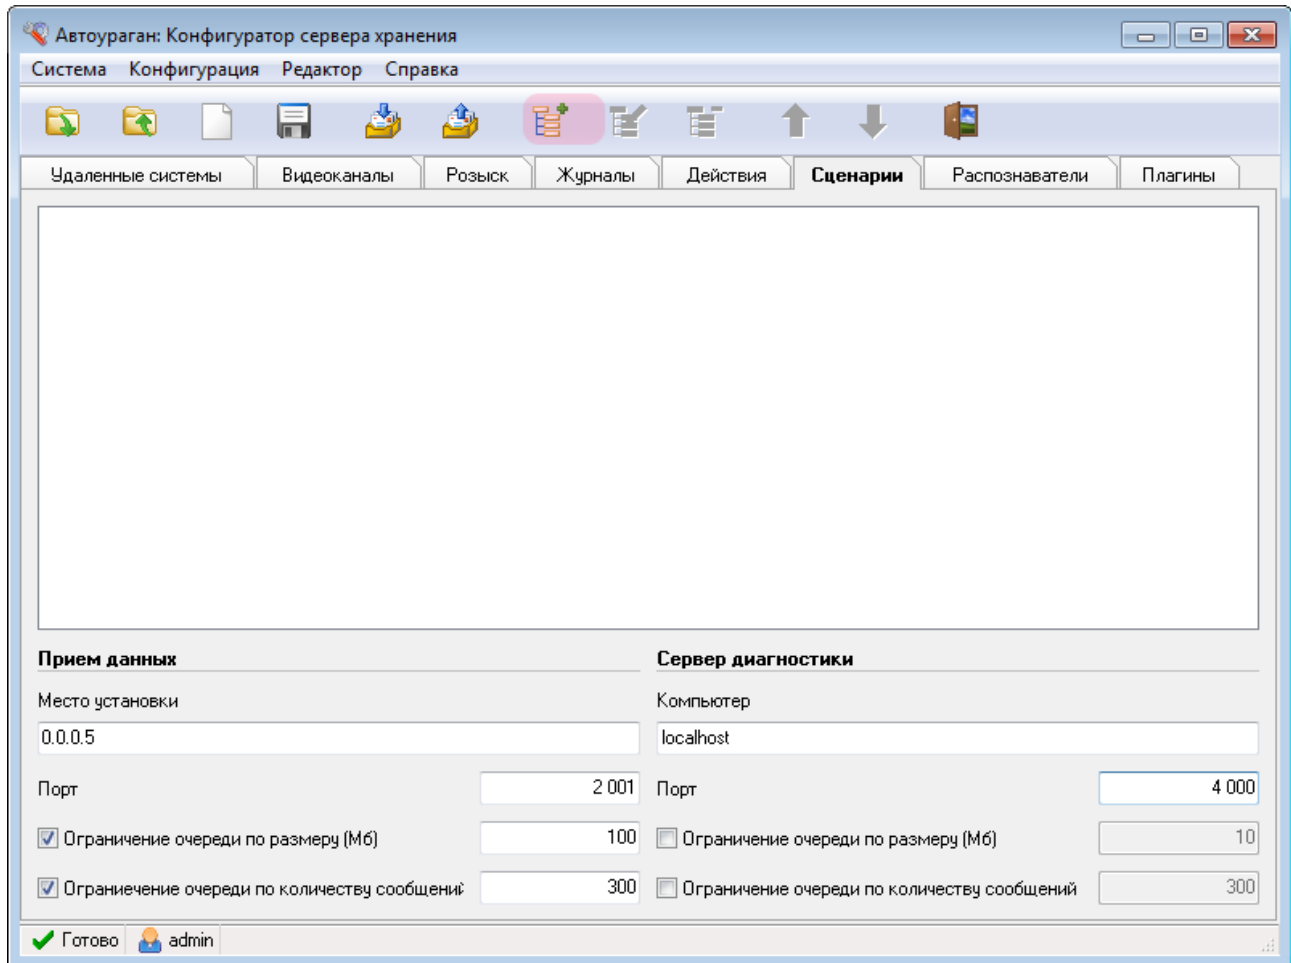 Автоураган: Конфигуратор сервера хранения
Система Конфигурация Редактор Справка
Удаленные системы Видеоканалы Розыск Журналы Действия Сценарии Распознаватели Плагины
Прием данных Сервер диагностики
Место установки Компьютер
0.0.0.5 localhost
Порт 2 001 Порт 4 000
Ограничение очереди по размеру (Мб) 100 Ограничение очереди по размеру (Мб) 10
Ограниечение очереди по количеству сообщений 300 Ограничение очереди по количеству сообщений 300
Готово admin